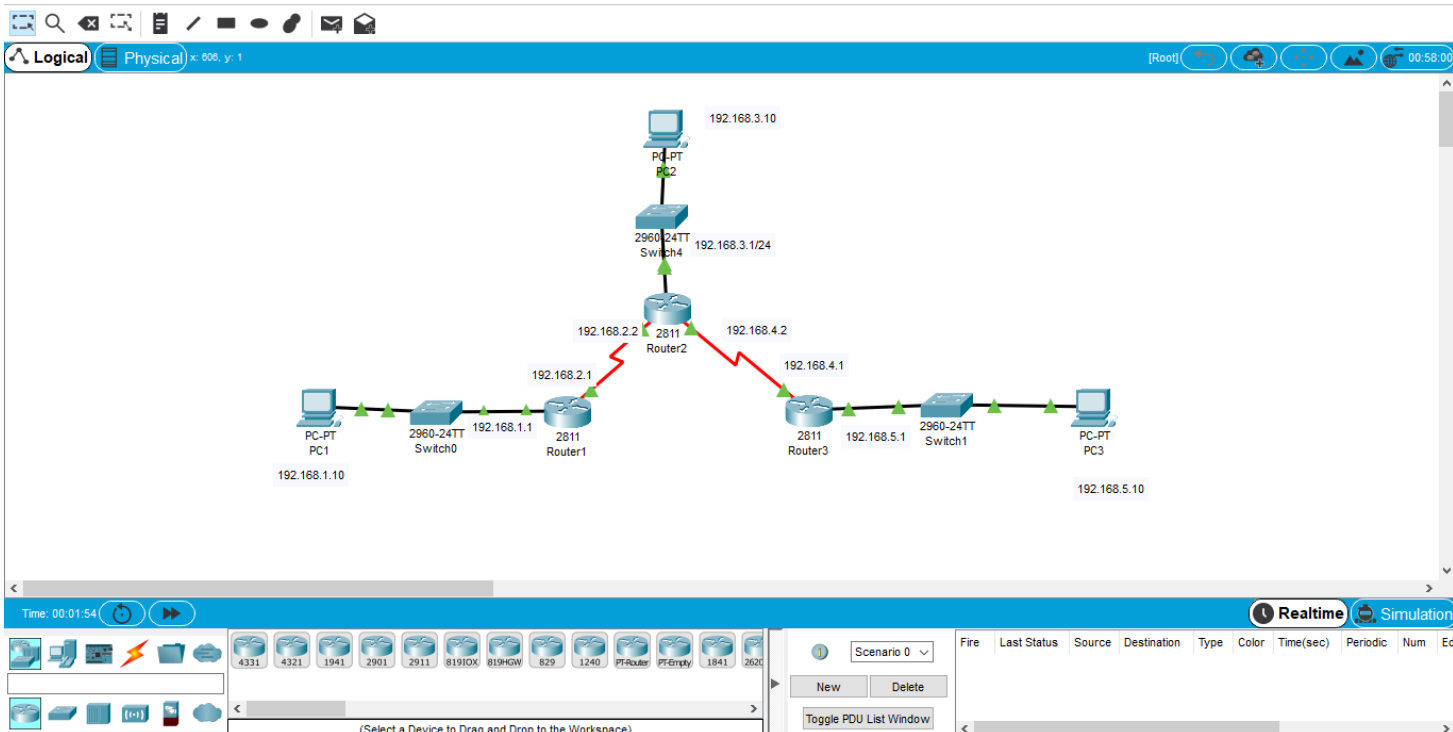 Logical
Physical
x: 606, y: 1
[Root]
00:58:00
192.168.3.10
PC-PT
PC2
2960-24TT
Switch4
192.168.3.1/24
192.168.2.2
2811
Router2
192.168.4.2
192.168.2.1
192.168.4.1
PC-PT
PC1
192.168.1.10
2960-24TT
Switch0
192.168.1.1
2811
Router1
2811
Router3
192.168.5.1
2960-24TT
Switch1
PC-PT
PC3
192.168.5.10
Time: 00:01:54
Realtime
Simulation
4331 4321 1941 2901 2911 819IOX 819HGW 829 1240 PT-Router PT-Empty 1841 2620
(Select a Device to Drag and Drop to the Workspace)
Scenario 0
New
Delete
Toggle PDU List Window
Fire Last Status Source Destination Type Color Time(sec) Periodic Num Ed